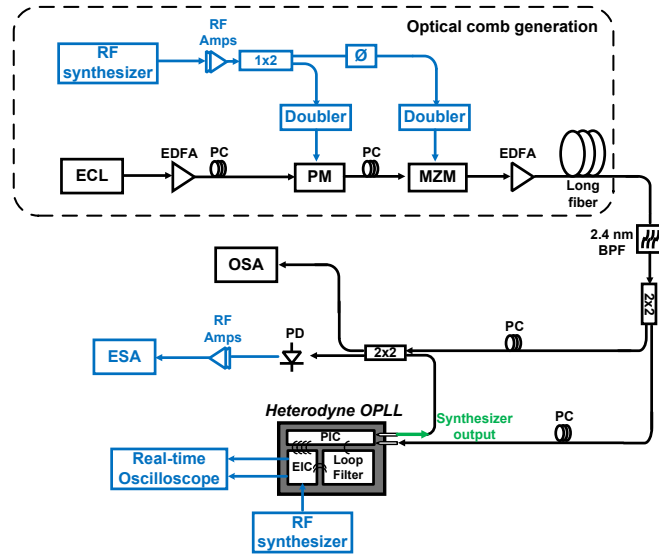 Optical comb generation
RF
Amps
RF
synthesizer
1x2
Ø
Doubler
Doubler
EDFA
PC
PC
EDFA
ECL
PM
MZM
Long
fiber
2.4 nm
BPF
OSA
2x2
RF
Amps
PD
PC
ESA
2x2
Heterodyne OPLL
Synthesizer
output
PC
PIC
Real-time
Oscilloscope
EIC
Loop
Filter
RF
synthesizer